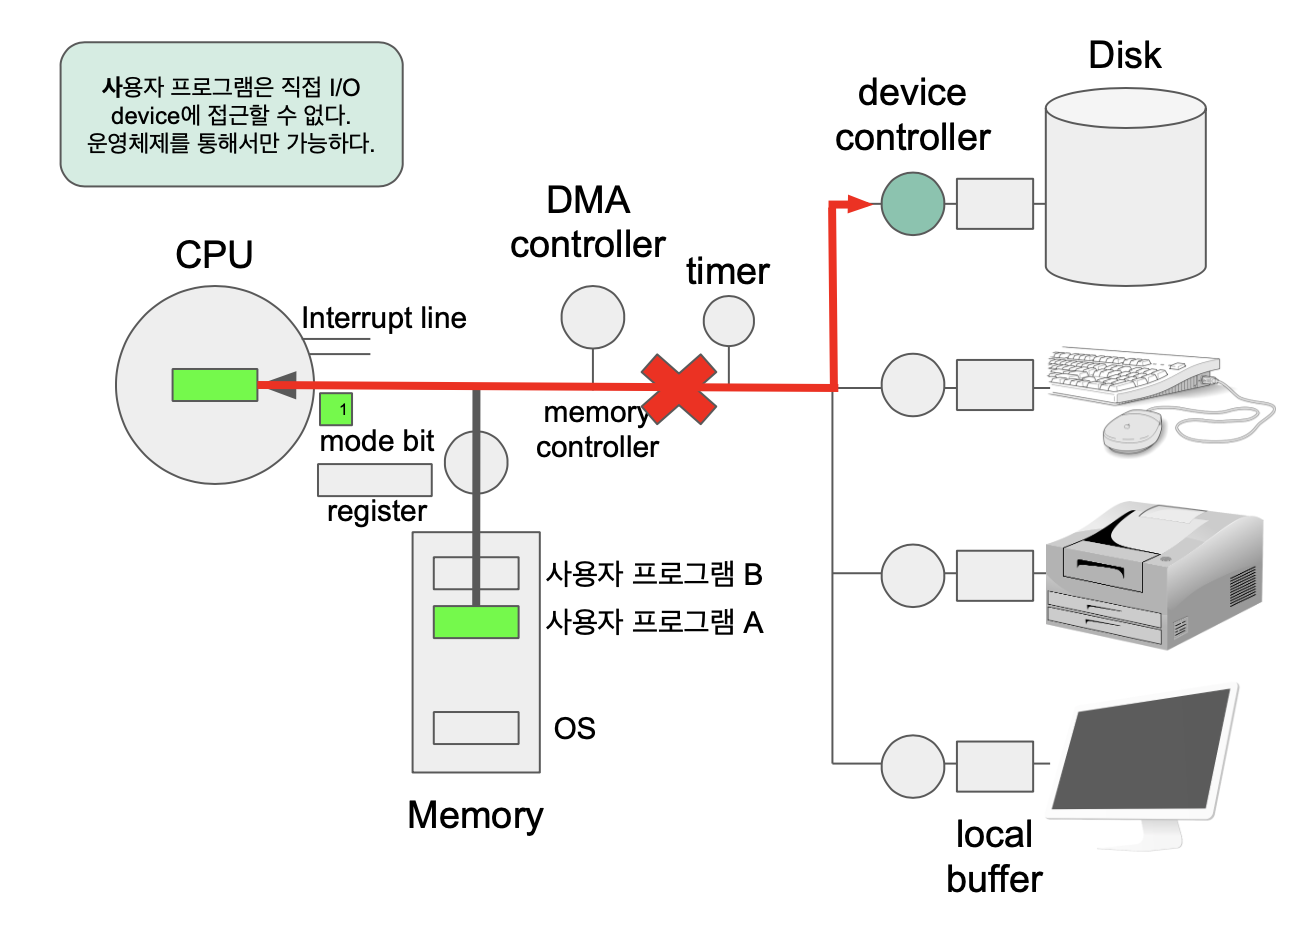 사용자 프로그램은 직접 I/O
device에 접근할 수 없다.
운영체제를 통해서만 가능하다.
Disk
device
controller
DMA
controller
timer
CPU
Interrupt line
1
mode bit
register
memory
controller
사용자 프로그램 B
사용자 프로그램 A
OS
Memory
local
buffer